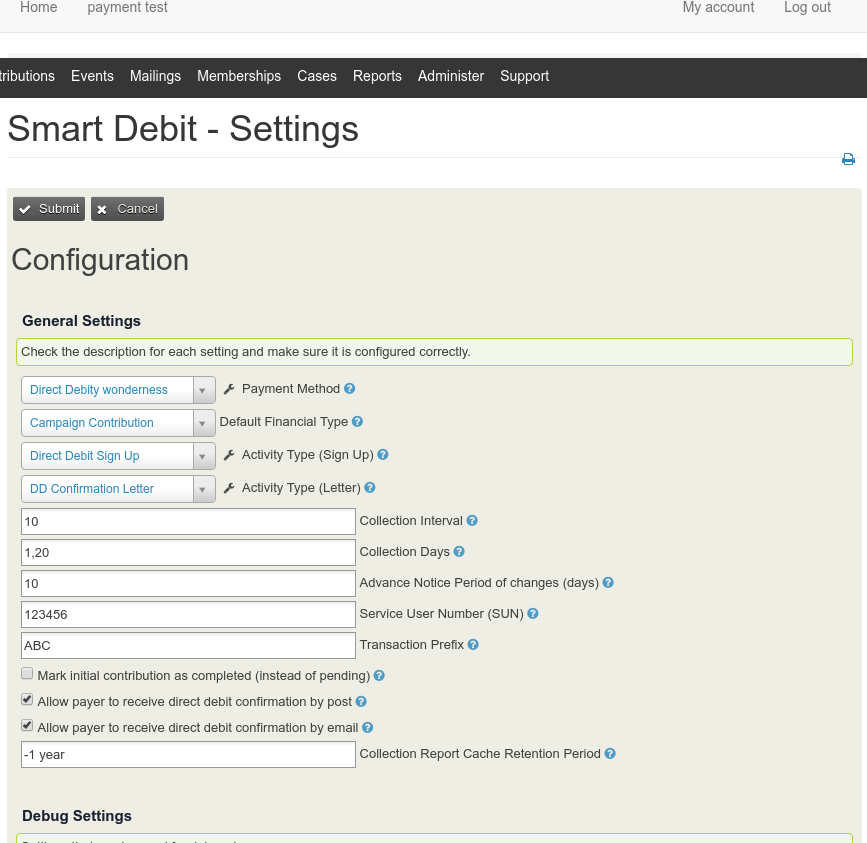 Home payment test My account Log out
tributions Events Mailings Memberships Cases Reports Administer Support
Smart Debit - Settings
Submit Cancel
Configuration
General Settings
Check the description for each setting and make sure it is configured correctly.
Direct Debity wonderness Payment Method
Campaign Contribution Default Financial Type
Direct Debit Sign Up Activity Type (Sign Up)
DD Confirmation Letter Activity Type (Letter)
10 Collection Interval
1,20 Collection Days
10 Advance Notice Period of changes (days)
123456 Service User Number (SUN)
ABC Transaction Prefix
Mark initial contribution as completed (instead of pending)
Allow payer to receive direct debit confirmation by post
Allow payer to receive direct debit confirmation by email
-1 year Collection Report Cache Retention Period
Debug Settings